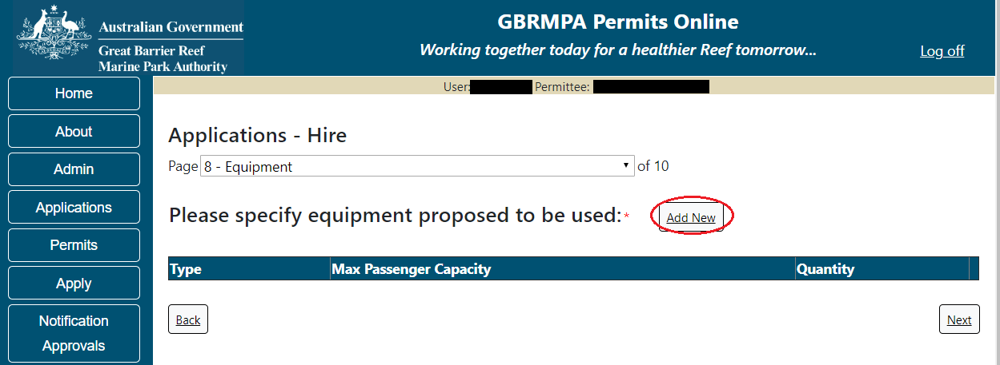 Australian Government
Great Barrier Reef
Marine Park Authority
GBRMPA Permits Online
Working together today for a healthier Reef tomorrow...
Log off
User: Permittee:
Home
About
Admin
Applications
Permits
Apply
Notification
Approvals
Applications - Hire
Page 8 - Equipment of 10
Please specify equipment proposed to be used:* Add New
Type Max Passenger Capacity Quantity
Back Next